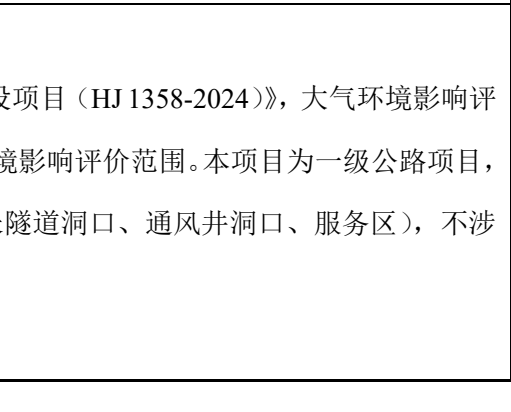 设项目（HJ 1358-2024）》，大气环境影响评
境影响评价范围。本项目为一级公路项目，
隧道洞口、通风井洞口、服务区），不涉